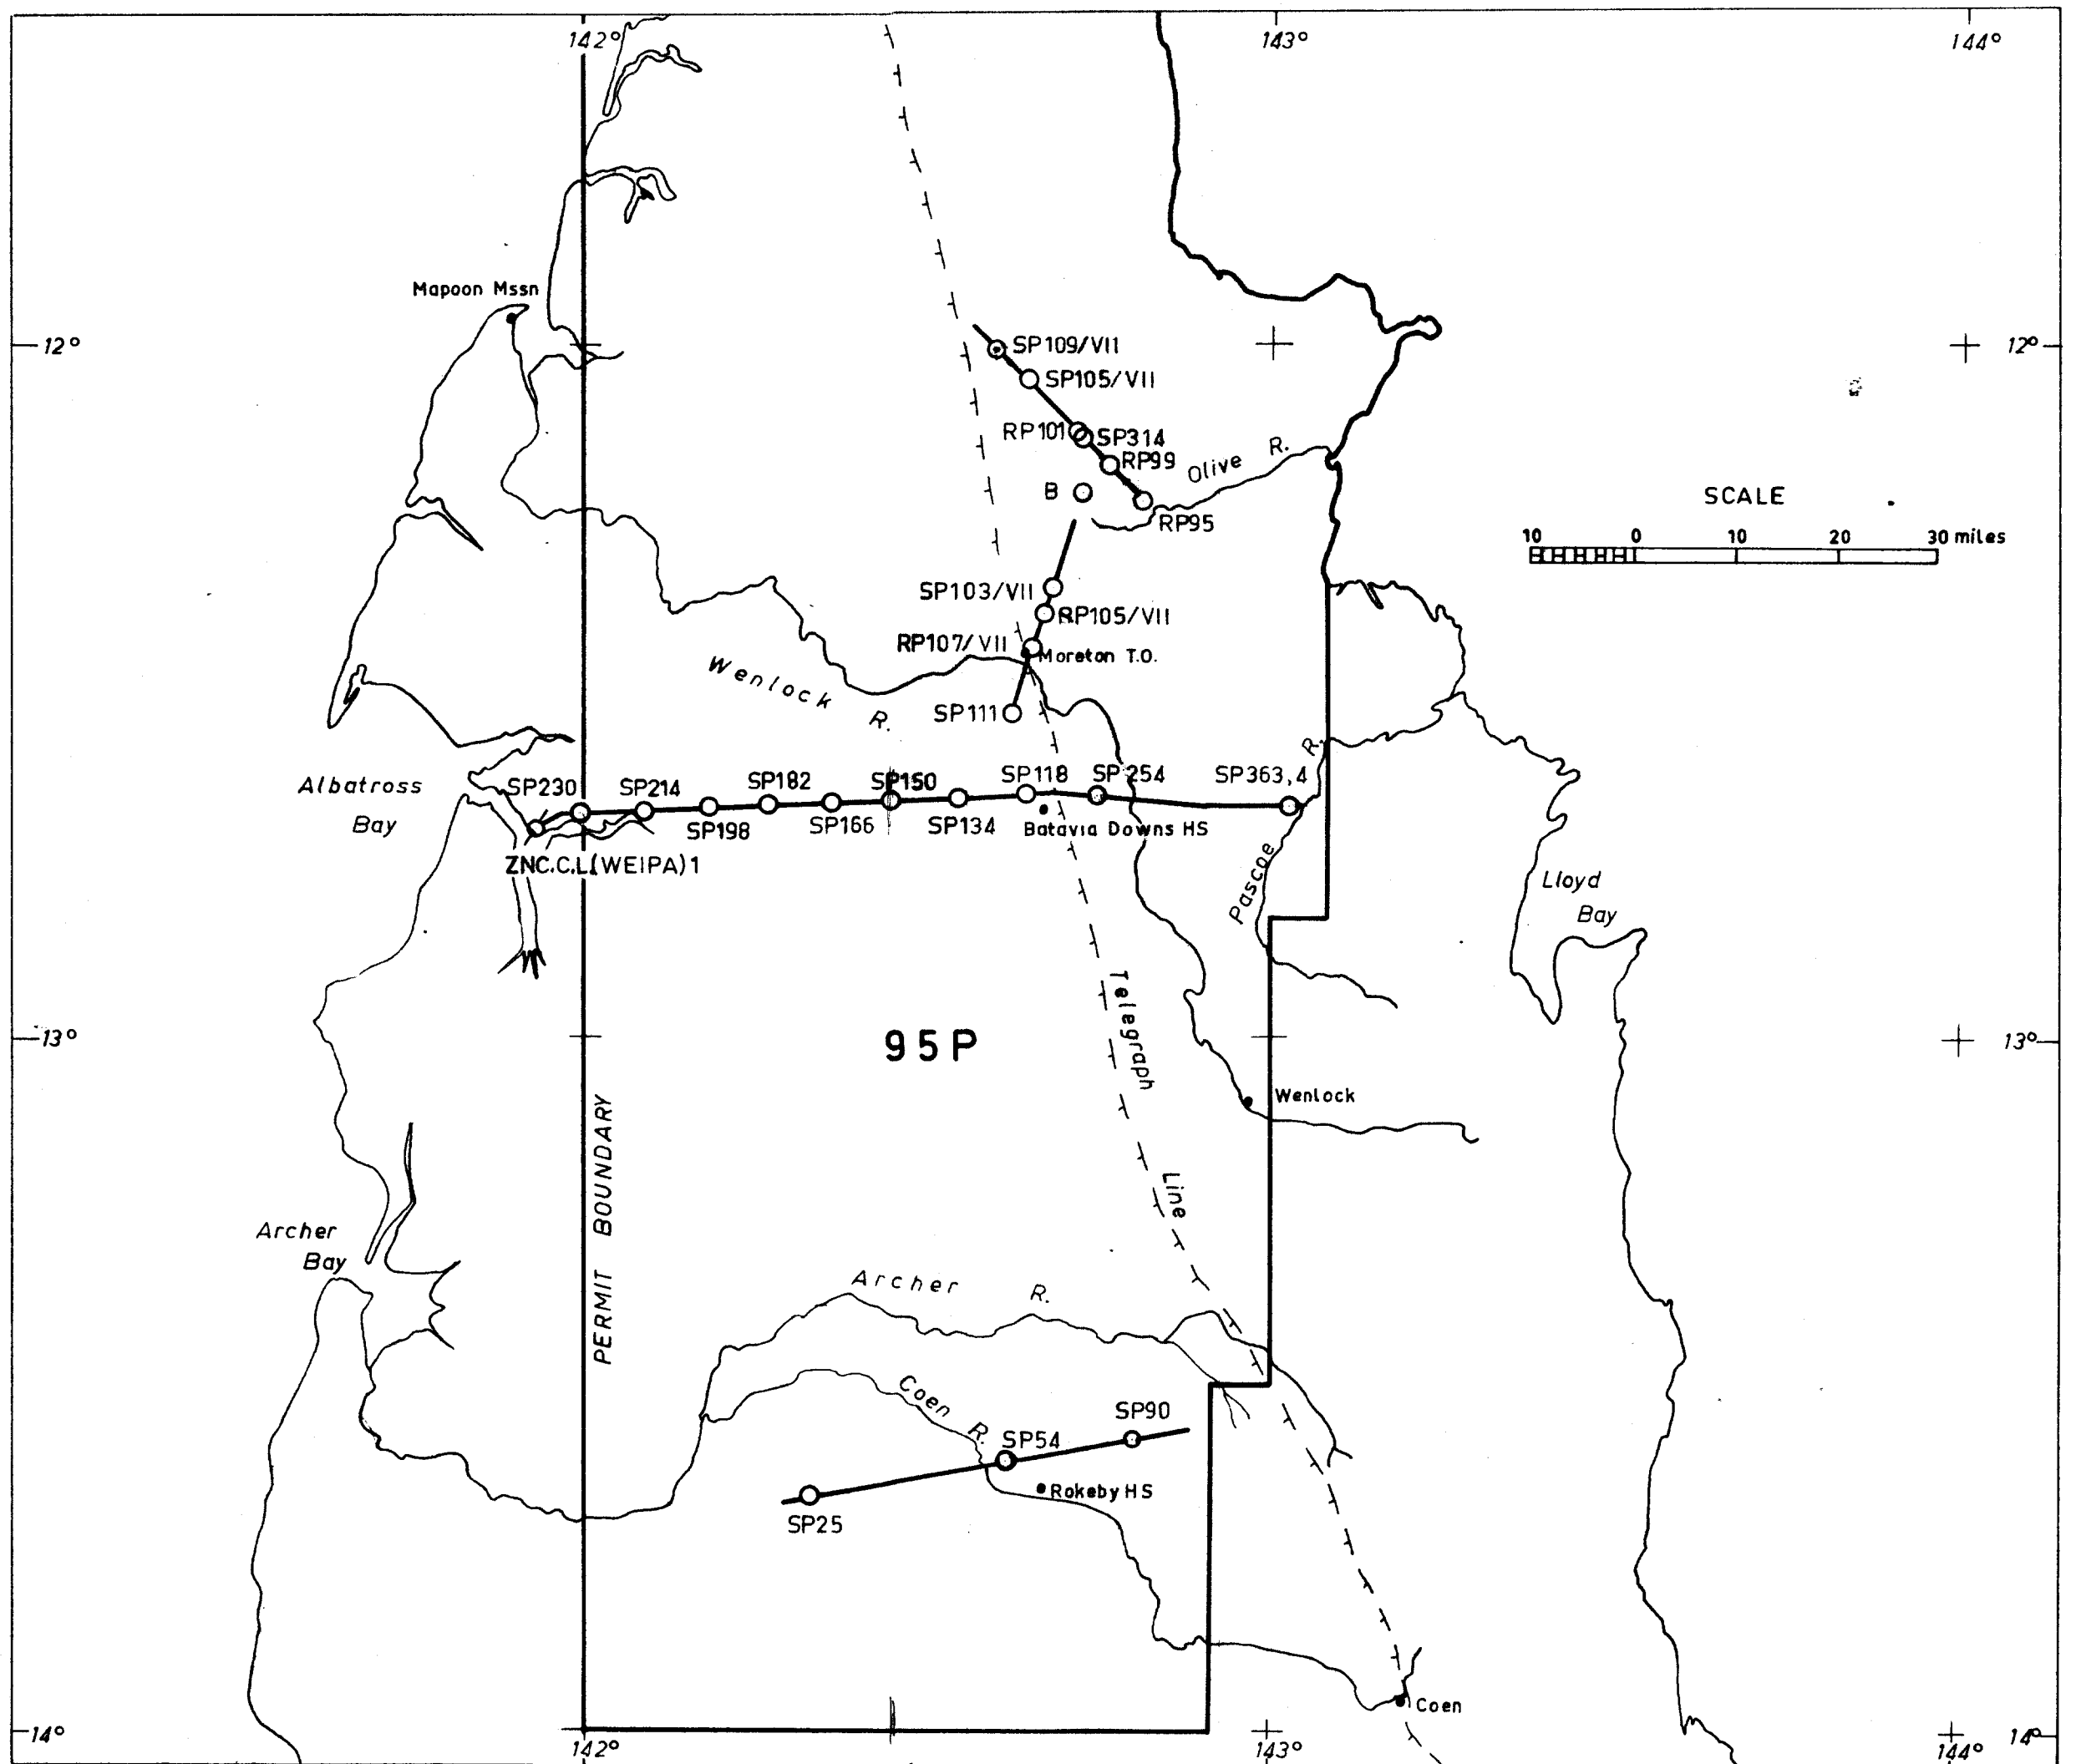 142°
143°
144°
Mapoon Mssn
12°
12°
SP109/VII
SP105/VII
RP101
SP314
RP99
Olive R.
B
RP95
SCALE
10 0 10 20 30 miles
SP103/VII
RP105/VII
RP107/VII
Moreton T.O.
Wenlock R.
SP111
R.
Albatross
Bay
SP230
SP214
SP182
SP150
SP118
SP254
SP363,4
SP198
SP166
SP134
Batavia Downs HS
ZNC.C.L.(WEIPA)1
Pascoe
Lloyd
Bay
Telegraph
13°
95P
13°
Wenlock
PERMIT BOUNDARY
Line
Archer
Bay
Archer R.
Coen R.
SP90
SP54
Rokeby HS
SP25
Coen
14°
142°
143°
144°
14°